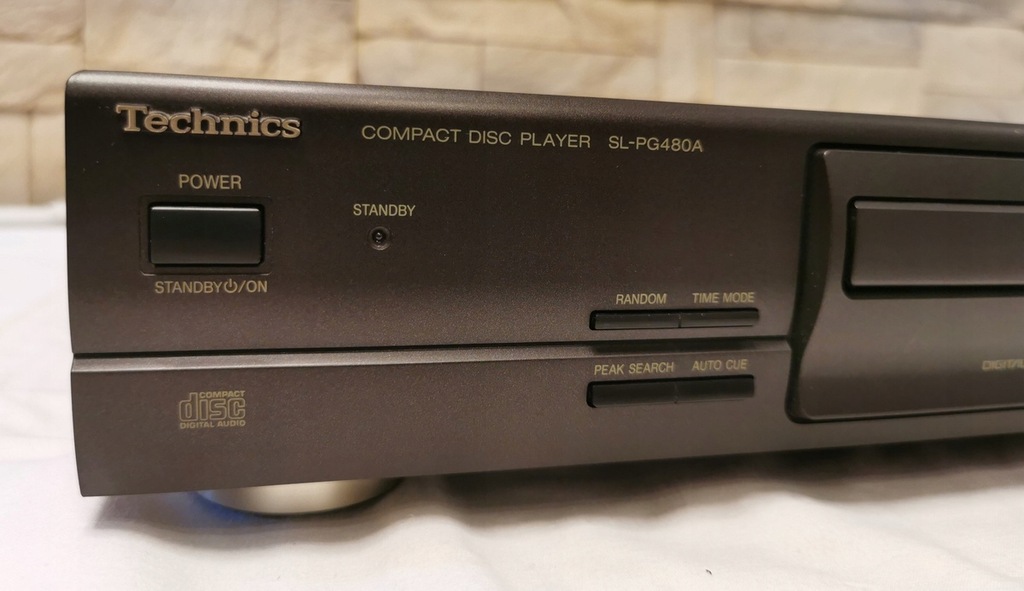 Technics
COMPACT DISC PLAYER SL-PG480A
POWER
STANDBY
STANDBY⏻/ON
RANDOM TIME MODE
PEAK SEARCH AUTO CUE
COMPACT
disc
DIGITAL AUDIO